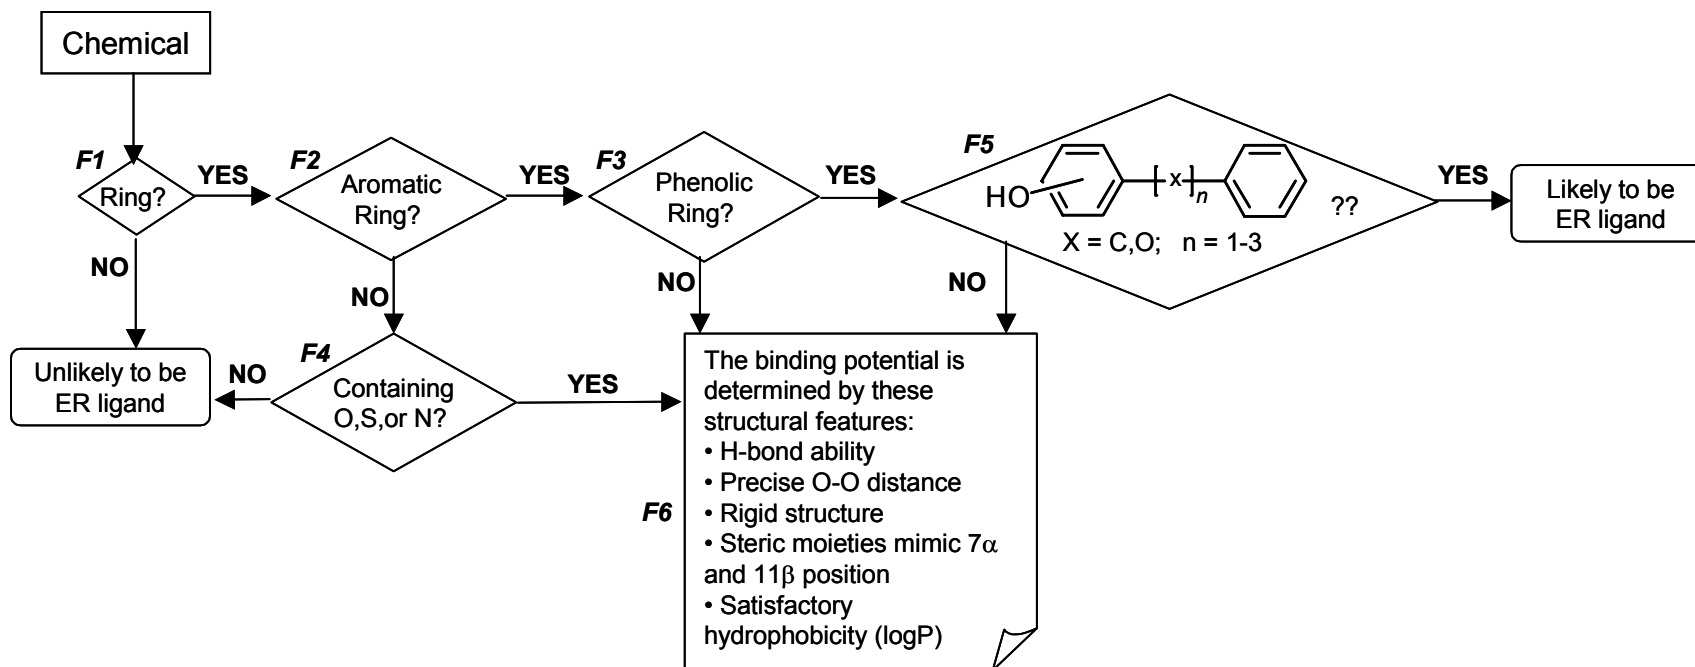 Chemical
F1
Ring?
YES
NO
F2
Aromatic
Ring?
YES
NO
F3
Phenolic
Ring?
YES
NO
F5
HO
x
n
??
X = C,O; n = 1-3
YES
NO
Likely to be
ER ligand
Unlikely to be
ER ligand
NO
F4
Containing
O,S,or N?
YES
F6
The binding potential is
determined by these
structural features:
• H-bond ability
• Precise O-O distance
• Rigid structure
• Steric moieties mimic 7α
and 11β position
• Satisfactory
hydrophobicity (logP)